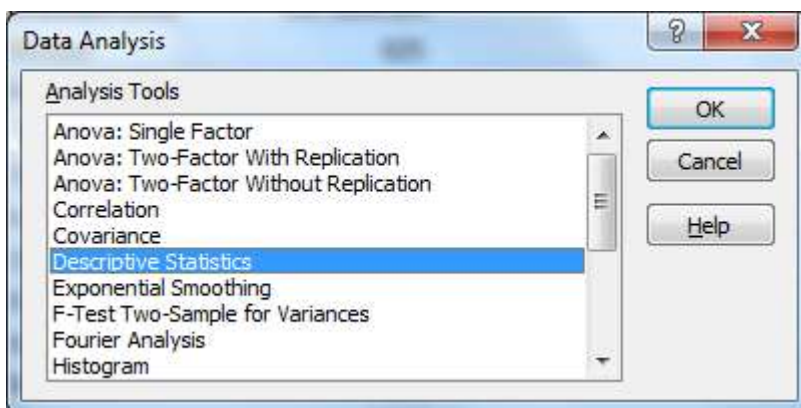 Data Analysis
?
Analysis Tools
Anova: Single Factor
Anova: Two-Factor With Replication
Anova: Two-Factor Without Replication
Correlation
Covariance
Descriptive Statistics
Exponential Smoothing
F-Test Two-Sample for Variances
Fourier Analysis
Histogram
OK
Cancel
Help